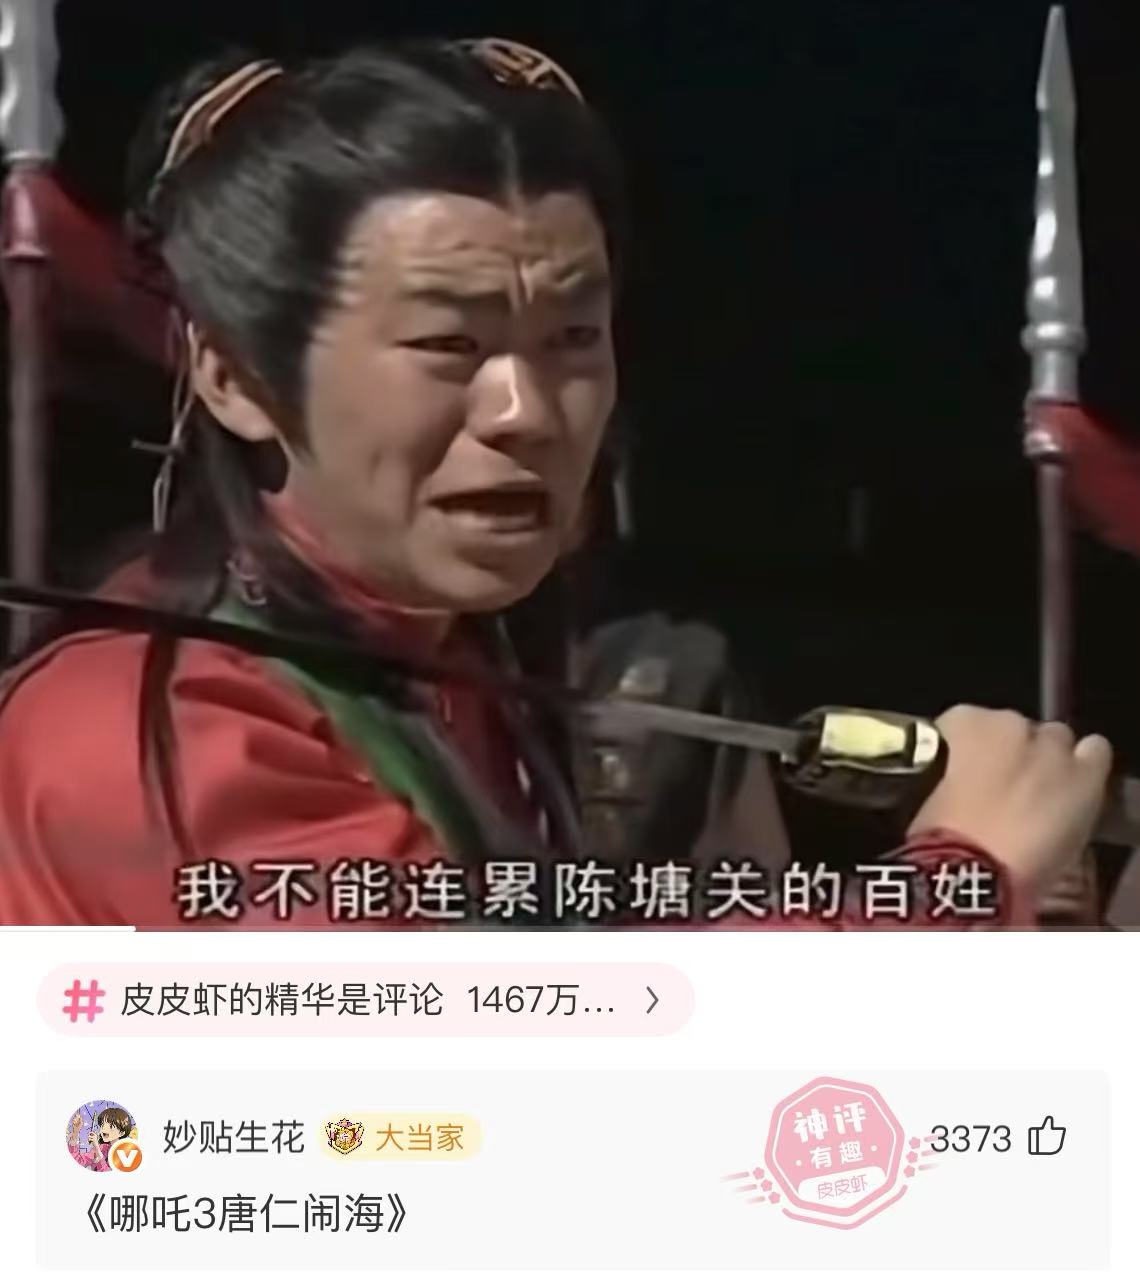 我不能连累陈塘关的百姓
# 皮皮虾的精华是评论 1467万... >
妙贴生花 大当家
神评
·有趣·
皮皮虾
3373
《哪吒3唐仁闹海》